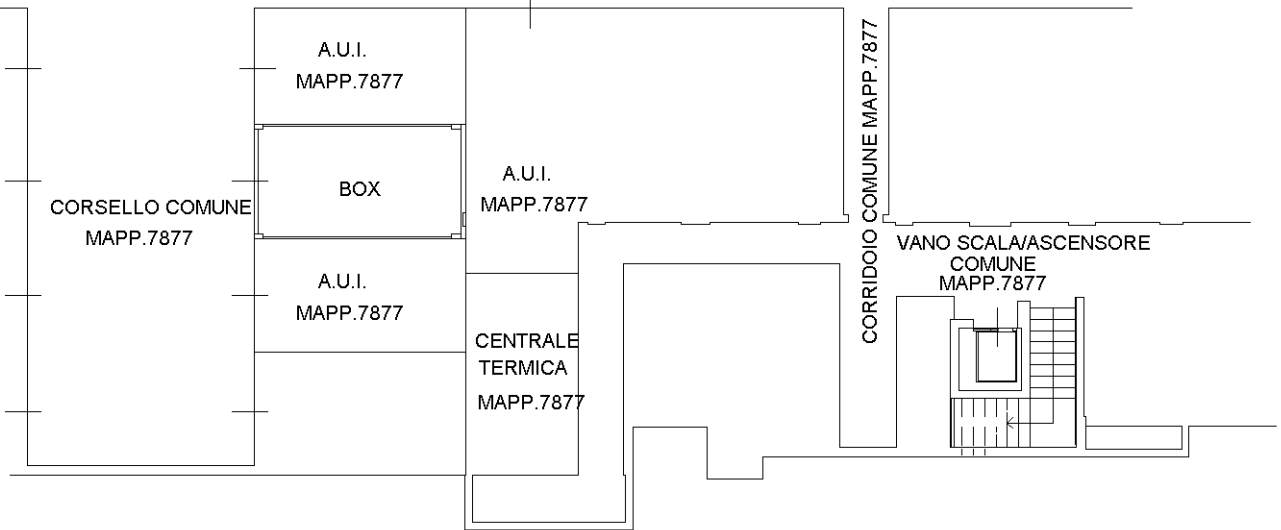 A.U.I.
MAPP.7877
BOX
CORSELLO COMUNE
MAPP.7877
A.U.I.
MAPP.7877
A.U.I.
MAPP.7877
CENTRALE
TERMICA
MAPP.7877
CORRIDOIO COMUNE MAPP.7877
VANO SCALA/ASCENSORE
COMUNE
MAPP.7877